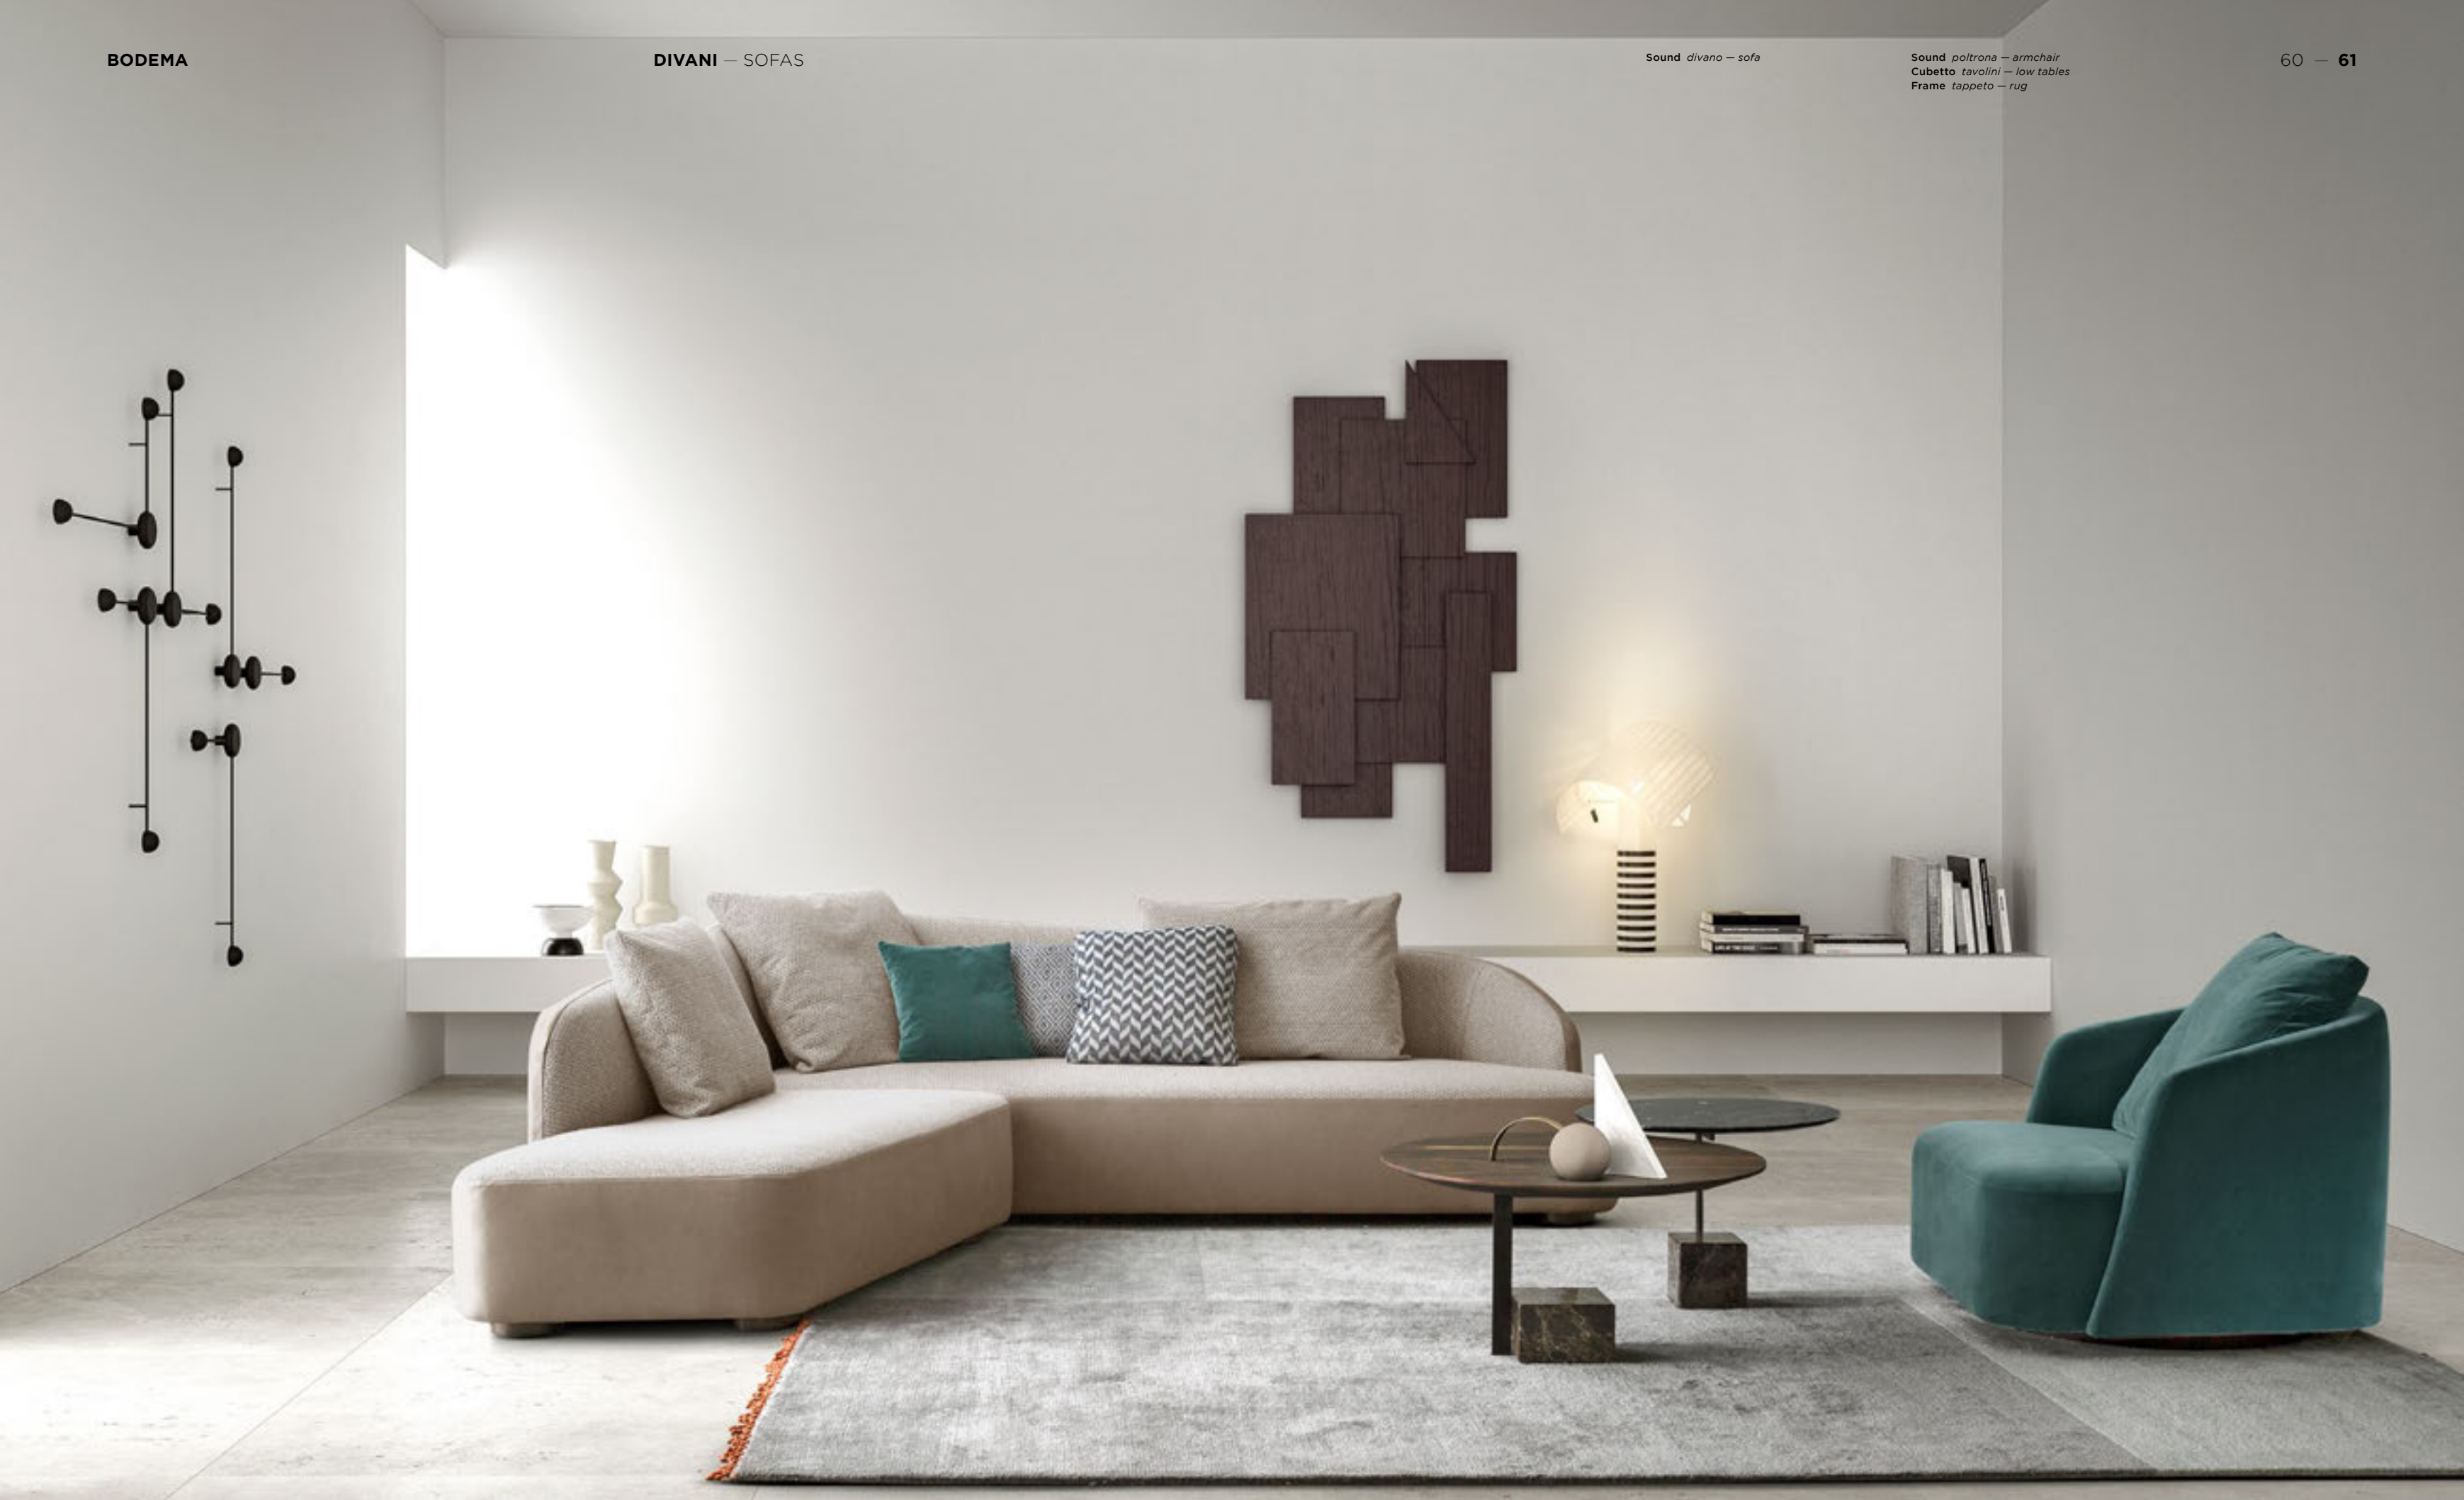 BODEMA
DIVANI — SOFAS
Sound divano — sofa
Sound poltrona — armchair
Cubetto tavolini — low tables
Frame tappeto — rug
60 — 61